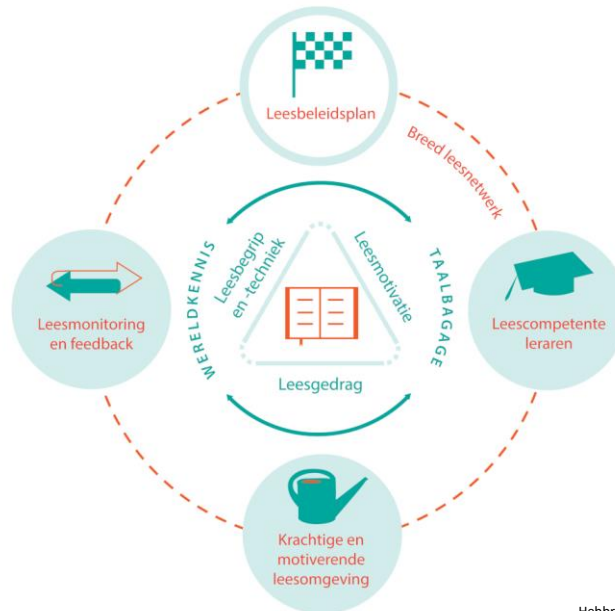 Leesbeleidsplan
Breed leesnetwerk
WERELDKENNIS
Leesbegrip
en -techniek
Leesmotivatie
TAALBAGAGE
Leesmonitoring
en feedback
Leescompetente
leraren
Leesgedrag
Krachtige en
motiverende
leesomgeving